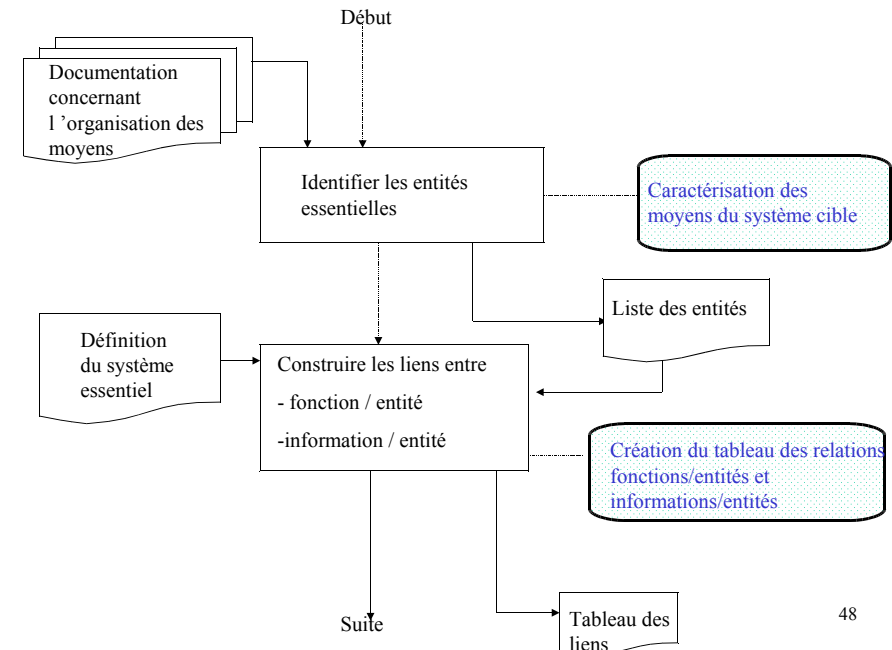 Début
Documentation
concernant
l ’organisation des
moyens
Identifier les entités
essentielles
Caractérisation des
moyens du système cible
Liste des entités
Définition
du système
essentiel
Construire les liens entre
- fonction / entité
-information / entité
Création du tableau des relations
fonctions/entités et
informations/entités
Suite
Tableau des
liens
48